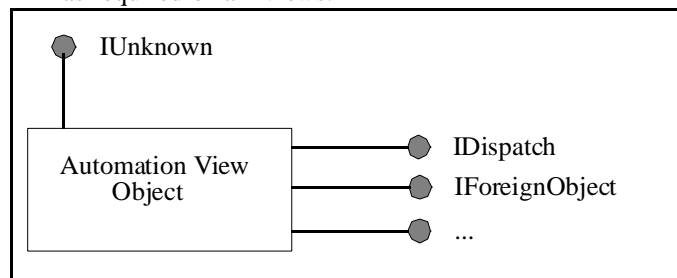 IUnknown
Automation View
Object
IDispatch
IForeignObject
...